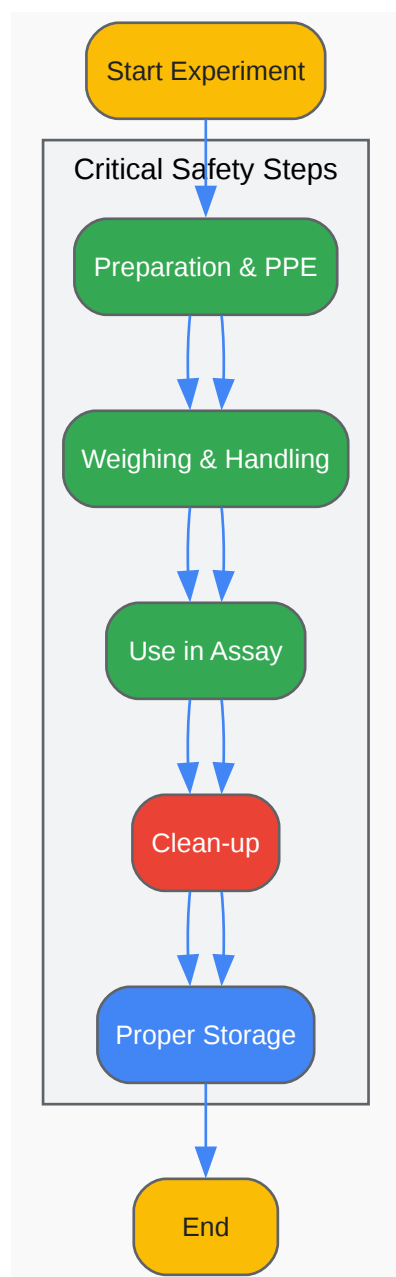 Start Experiment
Critical Safety Steps
Preparation & PPE
Weighing & Handling
Use in Assay
Clean-up
Proper Storage
End